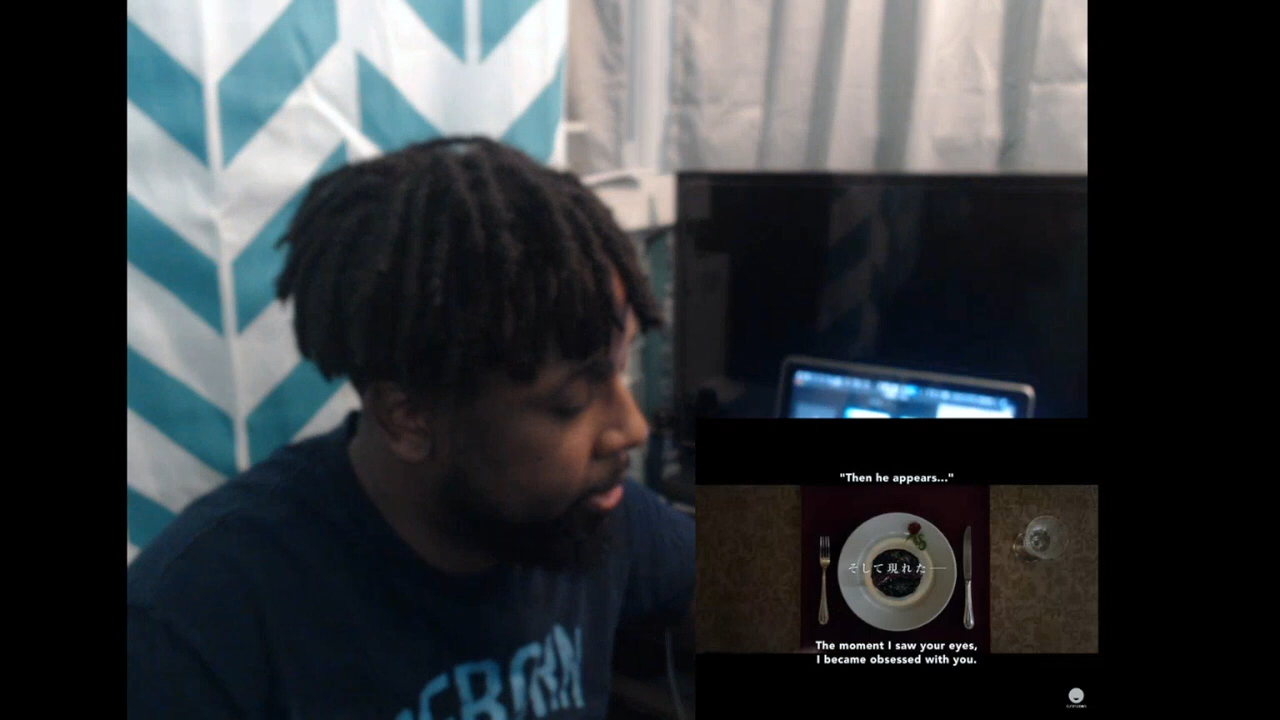 "Then he appears..."
そして現れた──
The moment I saw your eyes,
I became obsessed with you.